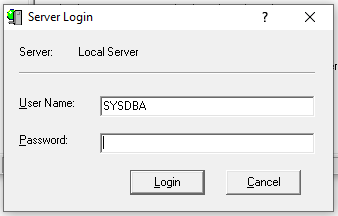 Server Login
Server: Local Server
User Name: SYSDBA
Password:
Login Cancel